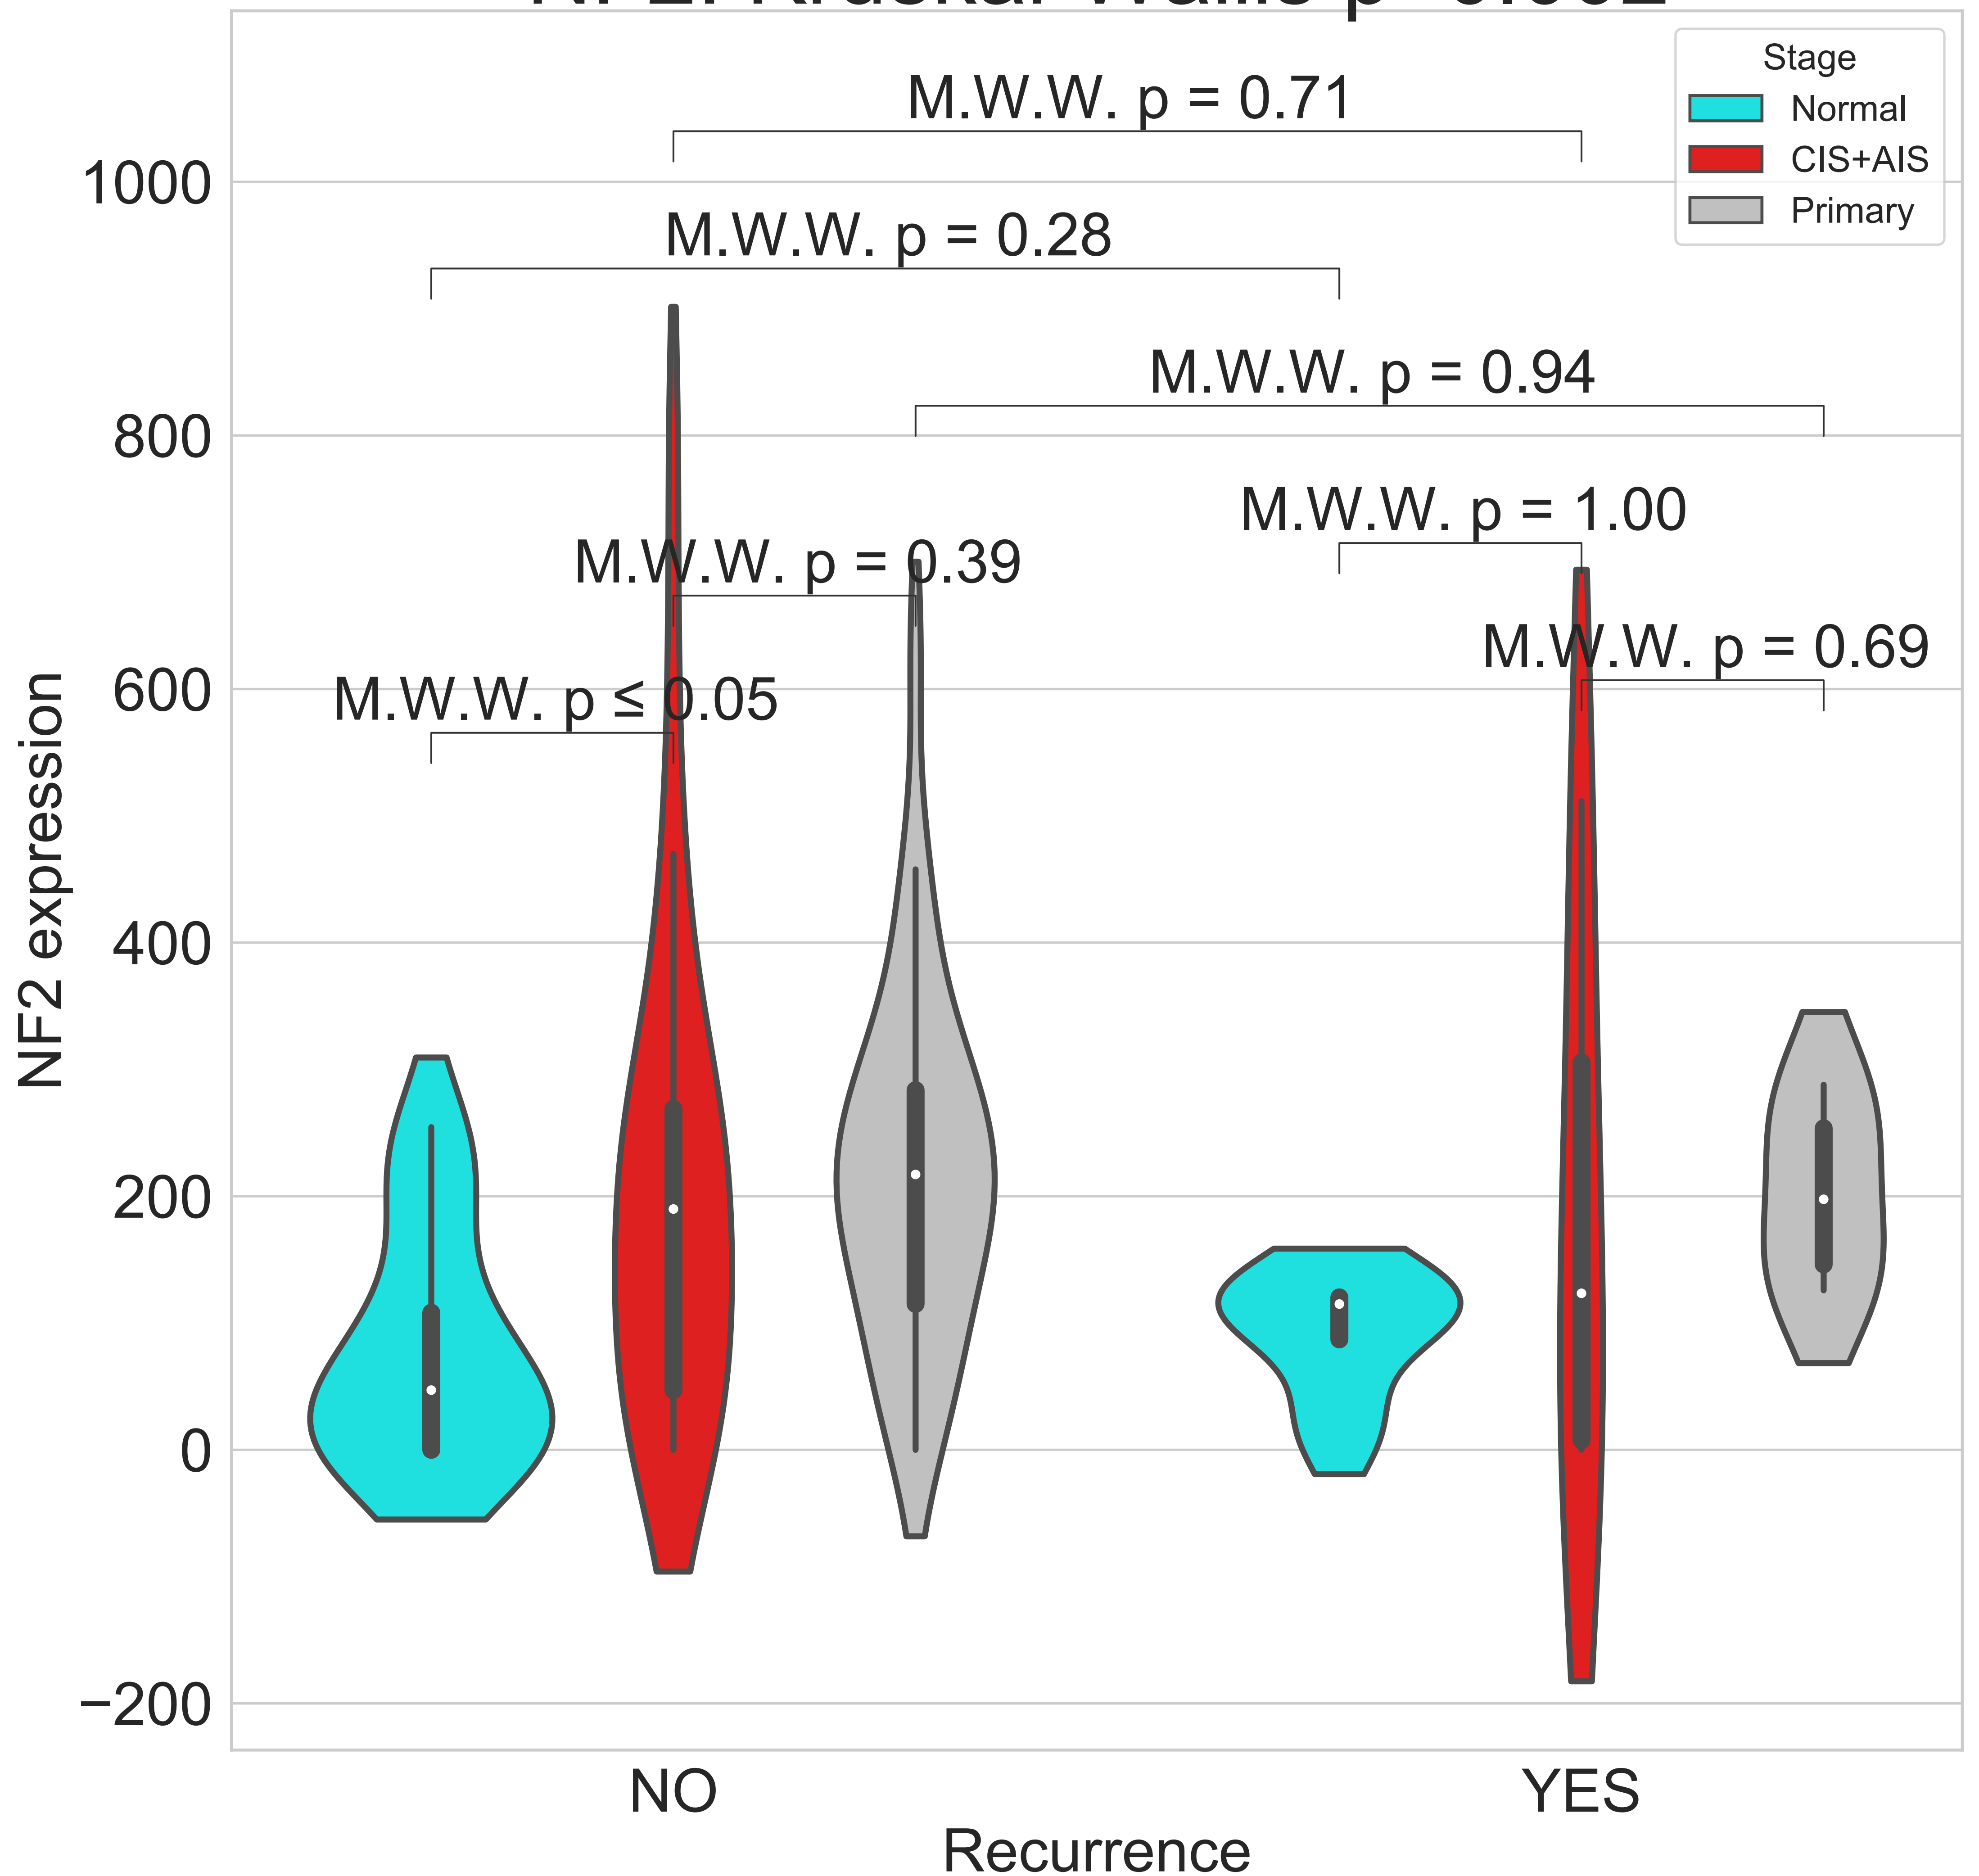 Stage
Normal
CIS+AIS
Primary
M.W.W. p = 0.71
M.W.W. p = 0.28
M.W.W. p = 0.94
M.W.W. p = 1.00
M.W.W. p = 0.39
M.W.W. p = 0.69
M.W.W. p ≤ 0.05
1000
800
600
400
200
0
−200
NF2 expression
NO
YES
Recurrence